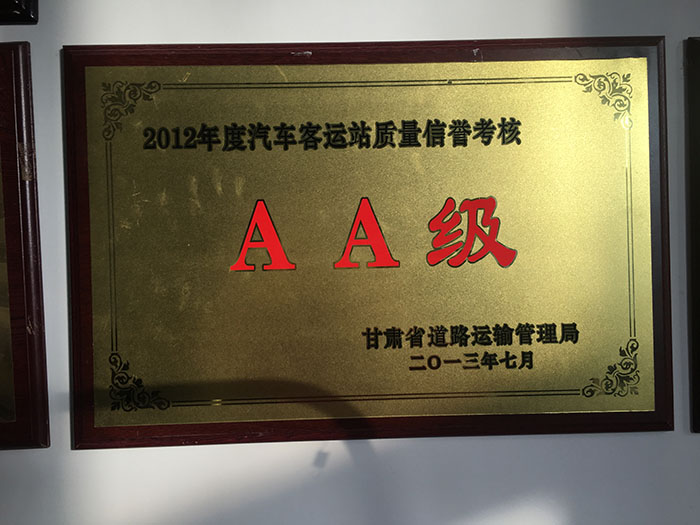 2012年度汽车客运站质量信誉考核
AA级
甘肃省道路运输管理局
二O一三年七月